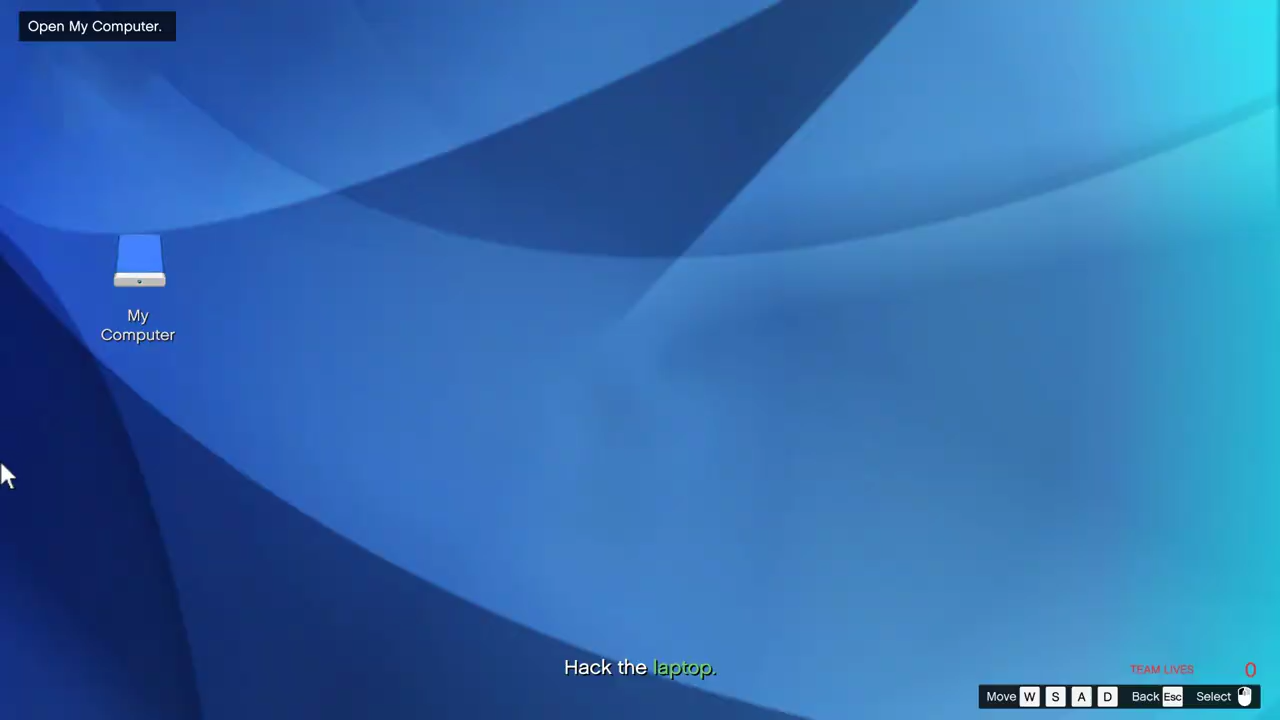 Open My Computer.
My
Computer
Hack the laptop.
TEAM LIVES 0
Move W S A D Back Esc Select